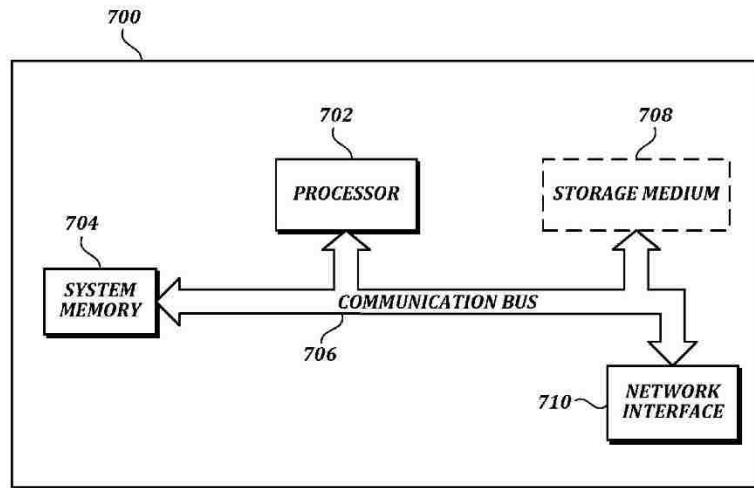 700
702
708
PROCESSOR
STORAGE MEDIUM
704
SYSTEM
MEMORY
COMMUNICATION BUS
706
710
NETWORK
INTERFACE